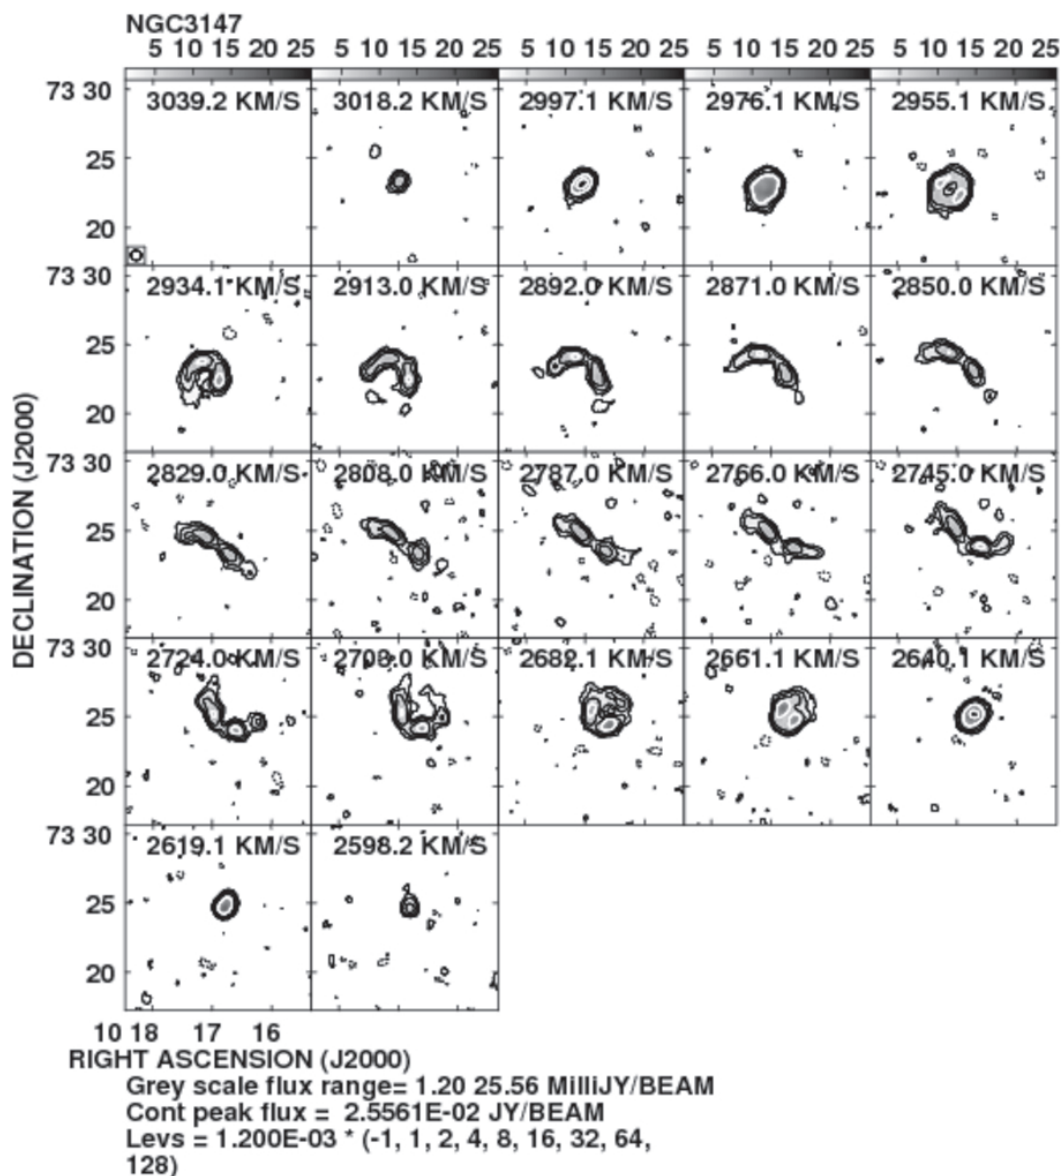 NGC3147
5 10 15 20 25 5 10 15 20 25 5 10 15 20 25 5 10 15 20 25 5 10 15 20 25
73 30
3039.2 KM/S 3018.2 KM/S 2997.1 KM/S 2976.1 KM/S 2955.1 KM/S
25
20
73 30
2934.1 KM/S 2913.0 KM/S 2892.0 KM/S 2871.0 KM/S 2850.0 KM/S
25
20
DECLINATION (J2000)
73 30
2829.0 KM/S 2808.0 KM/S 2787.0 KM/S 2766.0 KM/S 2745.0 KM/S
25
20
73 30
2724.0 KM/S 2703.0 KM/S 2682.1 KM/S 2661.1 KM/S 2640.1 KM/S
25
20
73 30
2619.1 KM/S 2598.2 KM/S
25
20
10 18 17 16
RIGHT ASCENSION (J2000)
Grey scale flux range= 1.20 25.56 MilliJY/BEAM
Cont peak flux = 2.5561E-02 JY/BEAM
Levs = 1.200E-03 * (-1, 1, 2, 4, 8, 16, 32, 64,
128)